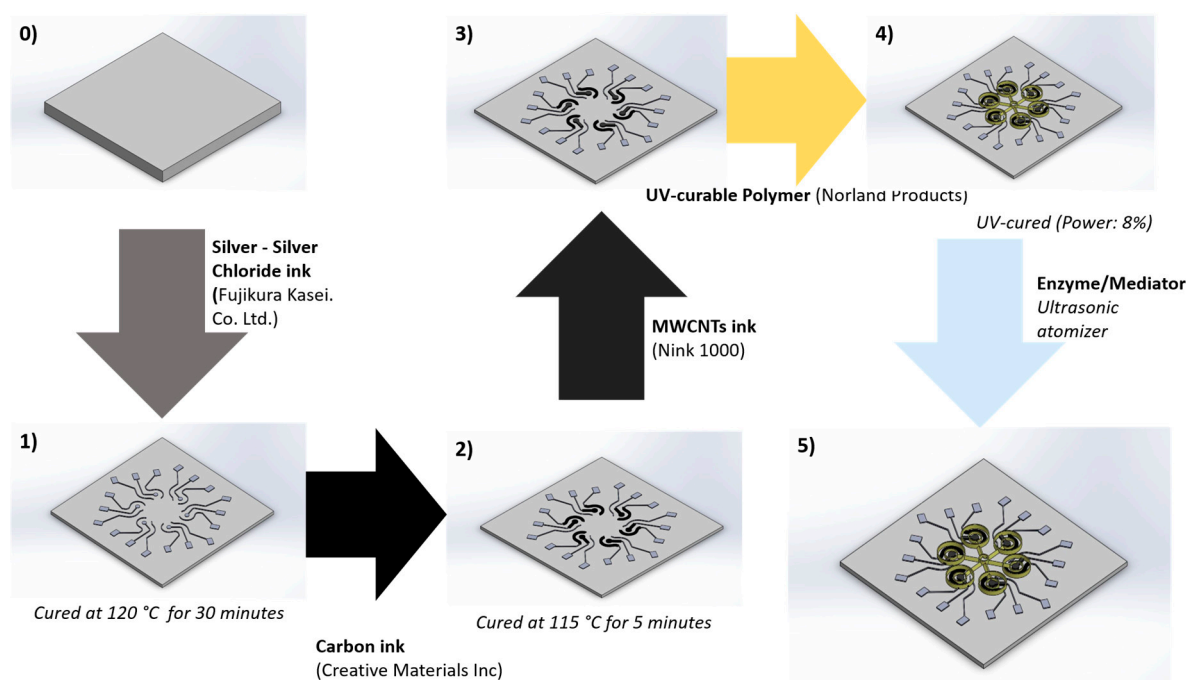 0)
Silver - Silver
Chloride ink
(Fujikura Kasei.
Co. Ltd.)
1)
Cured at 120 °C for 30 minutes
Carbon ink
(Creative Materials Inc)
2)
Cured at 115 °C for 5 minutes
MWCNTs ink
(Nink 1000)
3)
UV-curable Polymer (Norland Products)
4)
UV-cured (Power: 8%)
Enzyme/Mediator
Ultrasonic
atomizer
5)